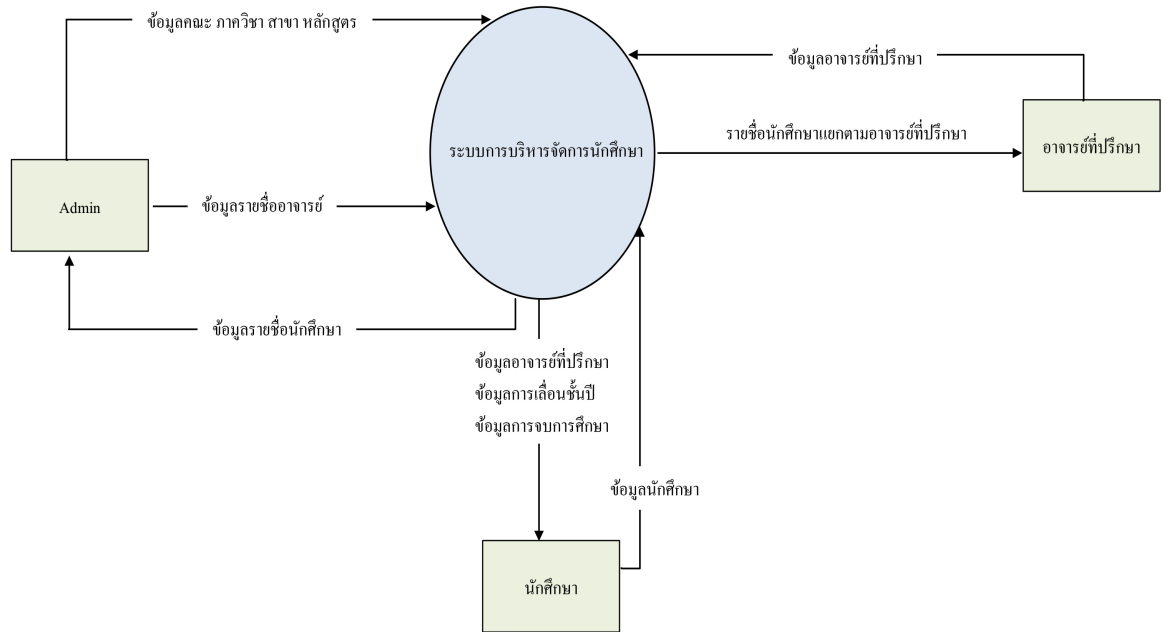 ข้อมูลคณะ ภาควิชา สาขา หลักสูตร
ข้อมูลอาจารย์ที่ปรึกษา
รายชื่อนักศึกษาแยกตามอาจารย์ที่ปรึกษา
อาจารย์ที่ปรึกษา
ระบบการบริหารจัดการนักศึกษา
Admin
ข้อมูลรายชื่ออาจารย์
ข้อมูลรายชื่อนักศึกษา
ข้อมูลอาจารย์ที่ปรึกษา
ข้อมูลการเลื่อนชั้นปี
ข้อมูลการจบการศึกษา
ข้อมูลนักศึกษา
นักศึกษา